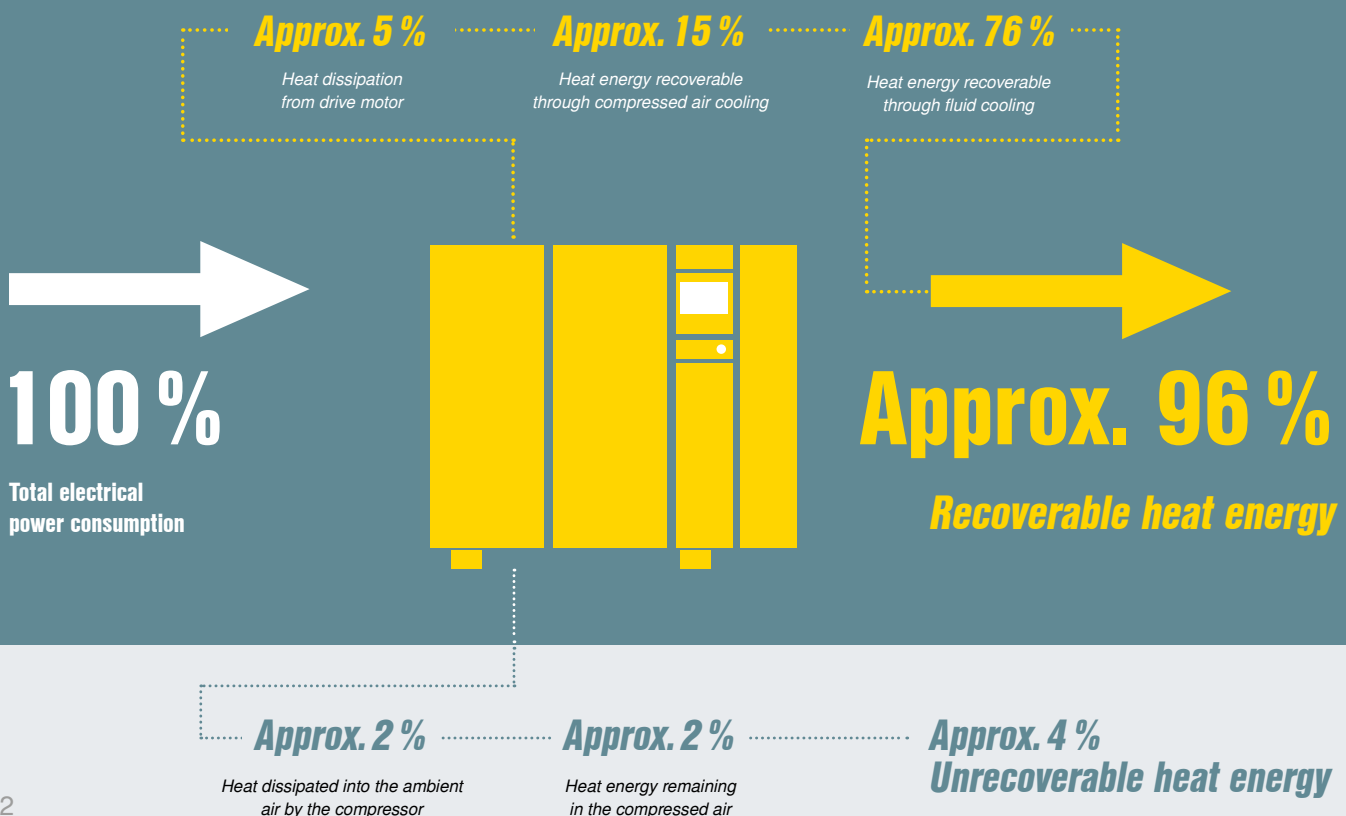 Approx. 5 %
Heat dissipation
from drive motor
Approx. 15 %
Heat energy recoverable
through compressed air cooling
Approx. 76 %
Heat energy recoverable
through fluid cooling
100 %
Total electrical
power consumption
Approx. 96 %
Recoverable heat energy
Approx. 2 %
Heat dissipated into the ambient
air by the compressor
Approx. 2 %
Heat energy remaining
in the compressed air
Approx. 4 %
Unrecoverable heat energy
2